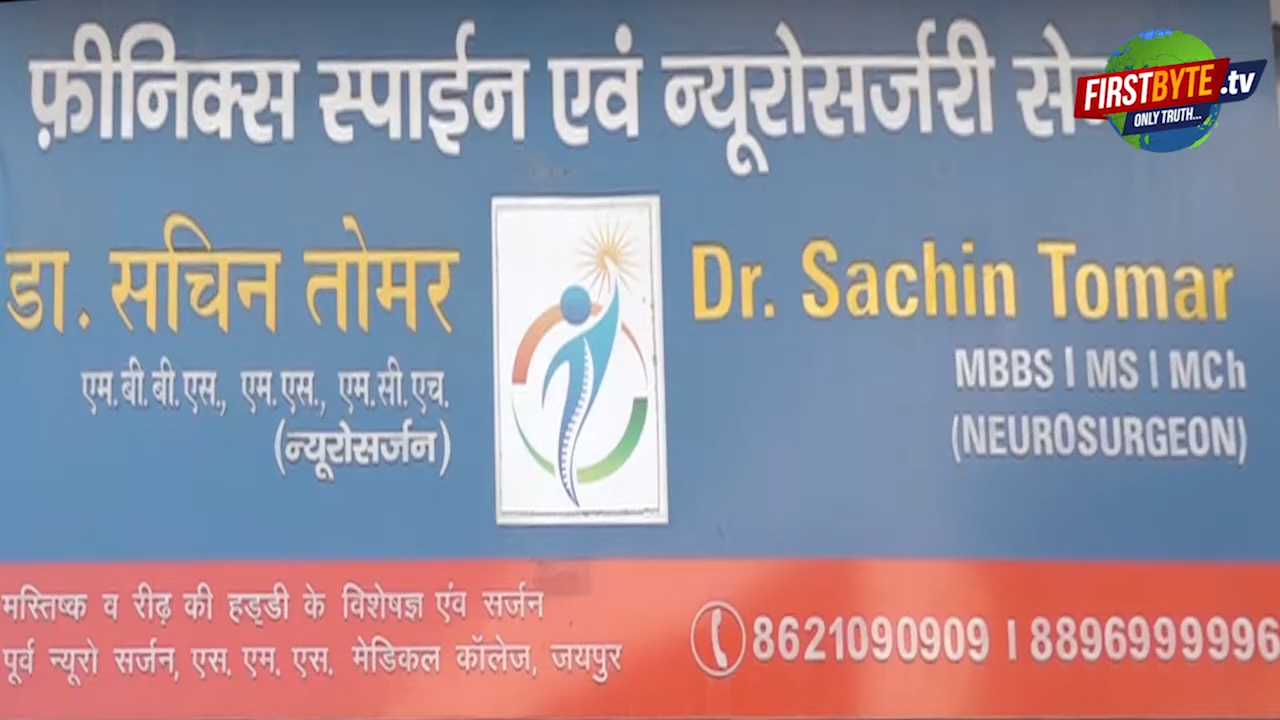 फ़ीनिक्स स्पाईन एवं न्यूरोसर्जरी
FIRSTBYTE.tv
ONLY TRUTH...
डा. सचिन तोमर
एम.बी.बी.एस., एम.एस., एम.सी.एच.
(न्यूरोसर्जन)
Dr. Sachin Tomar
MBBS | MS | MCh
(NEUROSURGEON)
मस्तिष्क व रीढ़ की हड्डी के विशेषज्ञ एंव सर्जन
पूर्व न्यूरो सर्जन, एस. एम. एस. मेडिकल कॉलेज, जयपुर
8621090909 | 8896999996